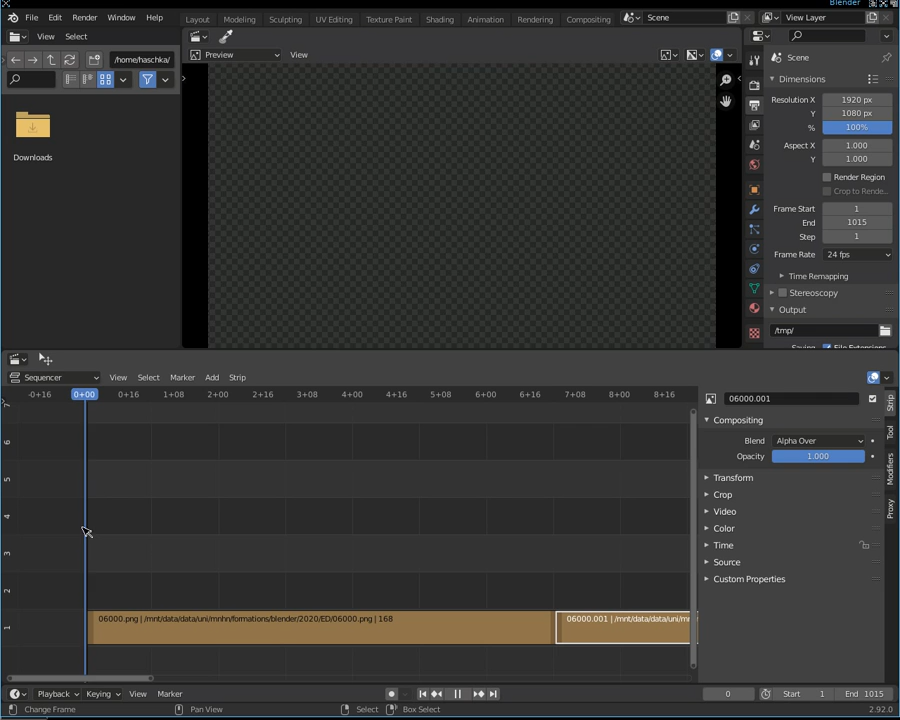 Blender
File Edit Render Window Help
Layout Modeling Sculpting UV Editing Texture Paint Shading Animation Rendering Compositing
Scene
View Layer
View Select
Preview View
/home/haschka/
Downloads
Scene
Dimensions
Resolution X 1920 px
Y 1080 px
% 100%
Aspect X 1.000
Y 1.000
Render Region
Crop to Rende...
Frame Start 1
End 1015
Step 1
Frame Rate 24 fps
Time Remapping
Stereoscopy
Output
/tmp/
Saving File Extensions
Sequencer View Select Marker Add Strip
-0+16 0+00 0+16 1+08 2+00 2+16 3+08 4+00 4+16 5+08 6+00 6+16 7+08 8+00 8+16
7
6
5
4
3
2
1
06000.png | /mnt/data/data/uni/mnhn/formations/blender/2020/ED/06000.png | 168
06000.001 | /mnt/data/data/uni/mn
06000.001
Compositing
Blend Alpha Over
Opacity 1.000
Transform
Crop
Video
Color
Time
Source
Custom Properties
Strip
Tool
Modifiers
Proxy
Playback Keying View Marker
0 Start 1 End 1015
Change Frame Pan View Select Box Select 2.92.0